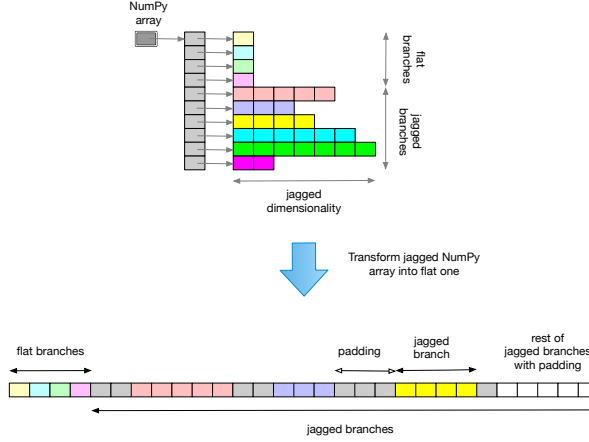 NumPy
array
flat
branches
jagged
branches
jagged
dimensionality
Transform jagged NumPy
array into flat one
flat branches
padding
jagged
branch
rest of
jagged branches
with padding
jagged branches